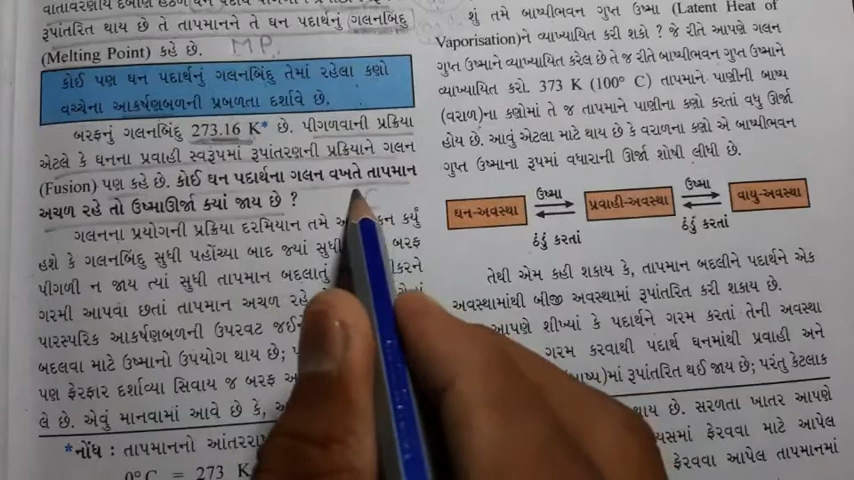 વાતાવરણીય દબાણે
રૂપાંતરિત થાય છે તે તાપમાનને તે ઘન પદાર્થનું ગલનબિંદુ
(Melting Point) કહે છે. M.P.
કોઈ પણ ઘન પદાર્થનું ગલનબિંદુ તેમાં રહેલા કણો
વચ્ચેના આકર્ષણબળની પ્રબળતા દર્શાવે છે.
બરફનું ગલનબિંદુ 273.16 K* છે. પીગળવાની પ્રક્રિયા
એટલે કે ઘનના પ્રવાહી સ્વરૂપમાં રૂપાંતરણની પ્રક્રિયાને ગલન
(Fusion) પણ કહે છે. કોઈ ઘન પદાર્થના ગલન વખતે તાપમાન
અચળ રહે તો ઉષ્માઊર્જા ક્યાં જાય છે ?
ગલનના પ્રયોગની પ્રક્રિયા દરમિયાન તમે કર્યું
હશે કે ગલનબિંદુ સુધી પહોંચ્યા બાદ જ્યાં સુધી બરફ
પીગળી ન જાય ત્યાં સુધી તાપમાન બદલાતું
ગરમી આપવા છતાં તાપમાન અચળ રહે
પારસ્પરિક આકર્ષણબળની ઉપરવટ જઈને
બદલવા માટે ઉષ્માનો ઉપયોગ થાય છે;
પણ ફેરફાર દર્શાવ્યા સિવાય જ બરફ
લે છે. એવું માનવામાં આવે છે કે,
*નોંધ : તાપમાનનો
0°C = 273 K
શું તમે બાષ્પીભવન ગુપ્ત ઉષ્મા (Latent Heat of
Vaporisation)ને વ્યાખ્યાયિત કરી શકો ? જે રીતે આપણે ગલન
ગુપ્ત ઉષ્માને વ્યાખ્યાયિત કરેલ છે તે જ રીતે બાષ્પીભવન ગુપ્ત ઉષ્માને
વ્યાખ્યાયિત કરો. 373 K (100° C) તાપમાને પાણીની બાષ્પ
(વરાળ)ના કણોમાં તે જ તાપમાને પાણીના કણો કરતાં વધુ ઊર્જા
હોય છે. આવું એટલા માટે થાય છે કે વરાળના કણો એ બાષ્પીભવન
ગુપ્ત ઉષ્માના રૂપમાં વધારાની ઊર્જા શોષી લીધી છે.
ઘન-અવસ્થા ઉષ્મા પ્રવાહી-અવસ્થા ઉષ્મા વાયુ-અવસ્થા
ઠંડું કરતાં ઠંડું કરતાં
તેથી એમ કહી શકાય કે, તાપમાન બદલીને પદાર્થને એક
અવસ્થામાંથી બીજી અવસ્થામાં રૂપાંતરિત કરી શકાય છે.
આપણે શીખ્યાં કે પદાર્થને ગરમ કરતાં તેની અવસ્થા
ગરમ કરવાથી પદાર્થ ઘનમાંથી પ્રવાહી અને
માં રૂપાંતરિત થઈ જાય છે; પરંતુ કેટલાક
થાય છે. સરળતા ખાતર આપણે
ફેરવવા માટે આપેલ
ફેરવવા આપેલ તાપમાનમાં